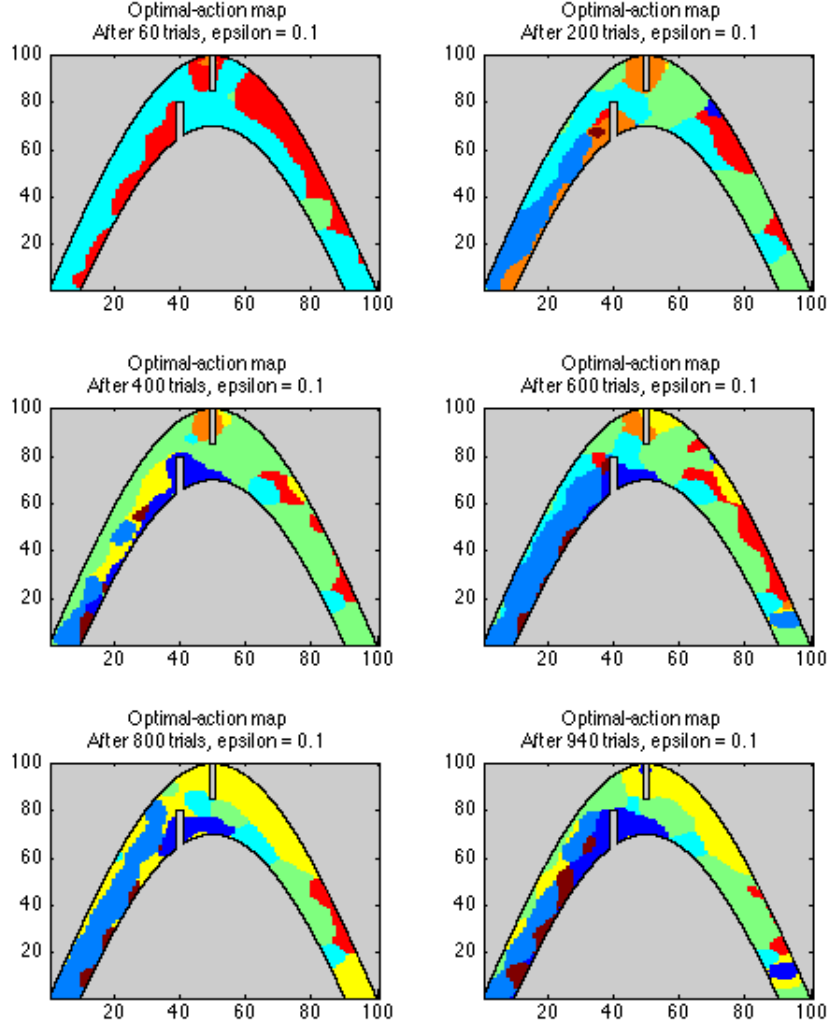 Optimal-action map
After 60 trials, epsilon = 0.1
100
80
60
40
20
20 40 60 80 100
Optimal-action map
After 200 trials, epsilon = 0.1
100
80
60
40
20
20 40 60 80 100
Optimal-action map
After 400 trials, epsilon = 0.1
100
80
60
40
20
20 40 60 80 100
Optimal-action map
After 600 trials, epsilon = 0.1
100
80
60
40
20
20 40 60 80 100
Optimal-action map
After 800 trials, epsilon = 0.1
100
80
60
40
20
20 40 60 80 100
Optimal-action map
After 940 trials, epsilon = 0.1
100
80
60
40
20
20 40 60 80 100